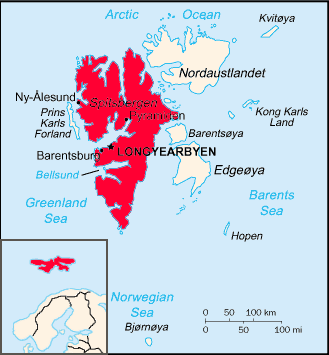 Arctic Ocean
Kvitøya
Nordaustlandet
Ny-Ålesund
Spitsbergen
Pyramiden
Prins
Karls
Forland
Kong Karls
Land
Barentsøya
Barentsburg
LONGYEARBYEN
Bellsund
Edgeøya
Greenland
Sea
Barents
Sea
Hopen
Norwegian
Sea
Bjørnøya
0 50 100 km
0 50 100 mi